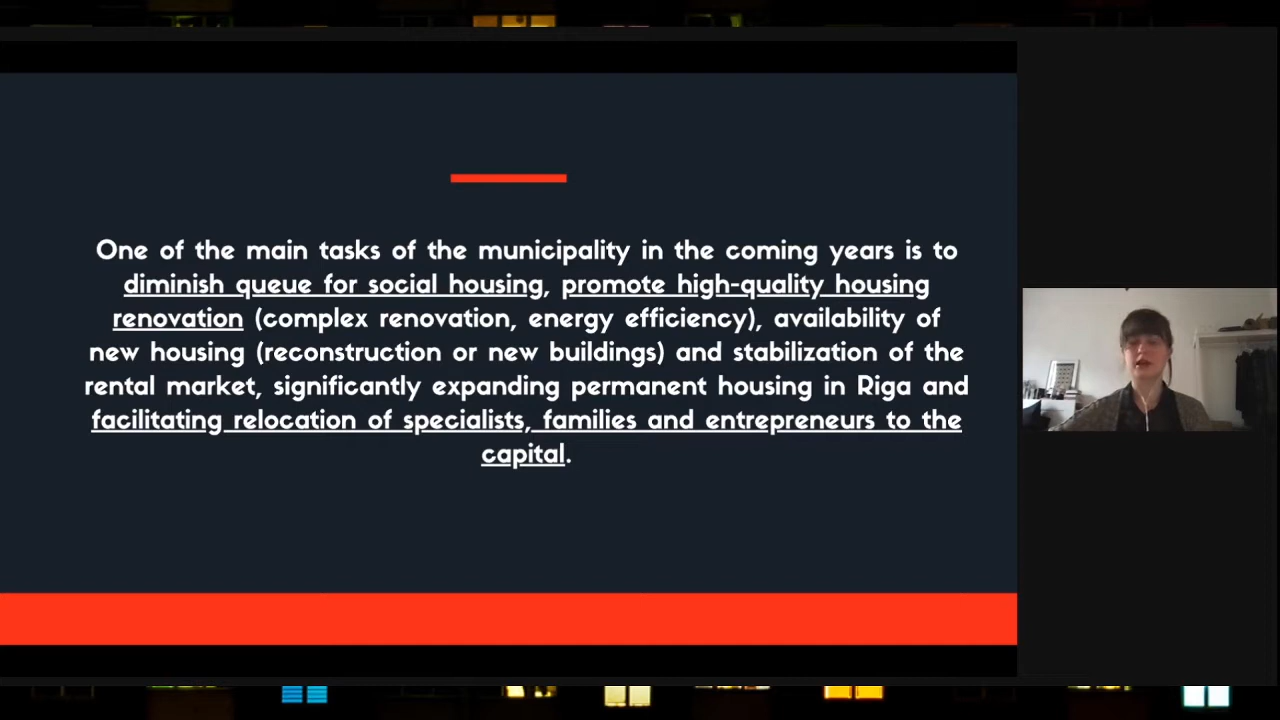 One of the main tasks of the municipality in the coming years is to
diminish queue for social housing, promote high-quality housing
renovation (complex renovation, energy efficiency), availability of
new housing (reconstruction or new buildings) and stabilization of the
rental market, significantly expanding permanent housing in Riga and
facilitating relocation of specialists, families and entrepreneurs to the
capital.